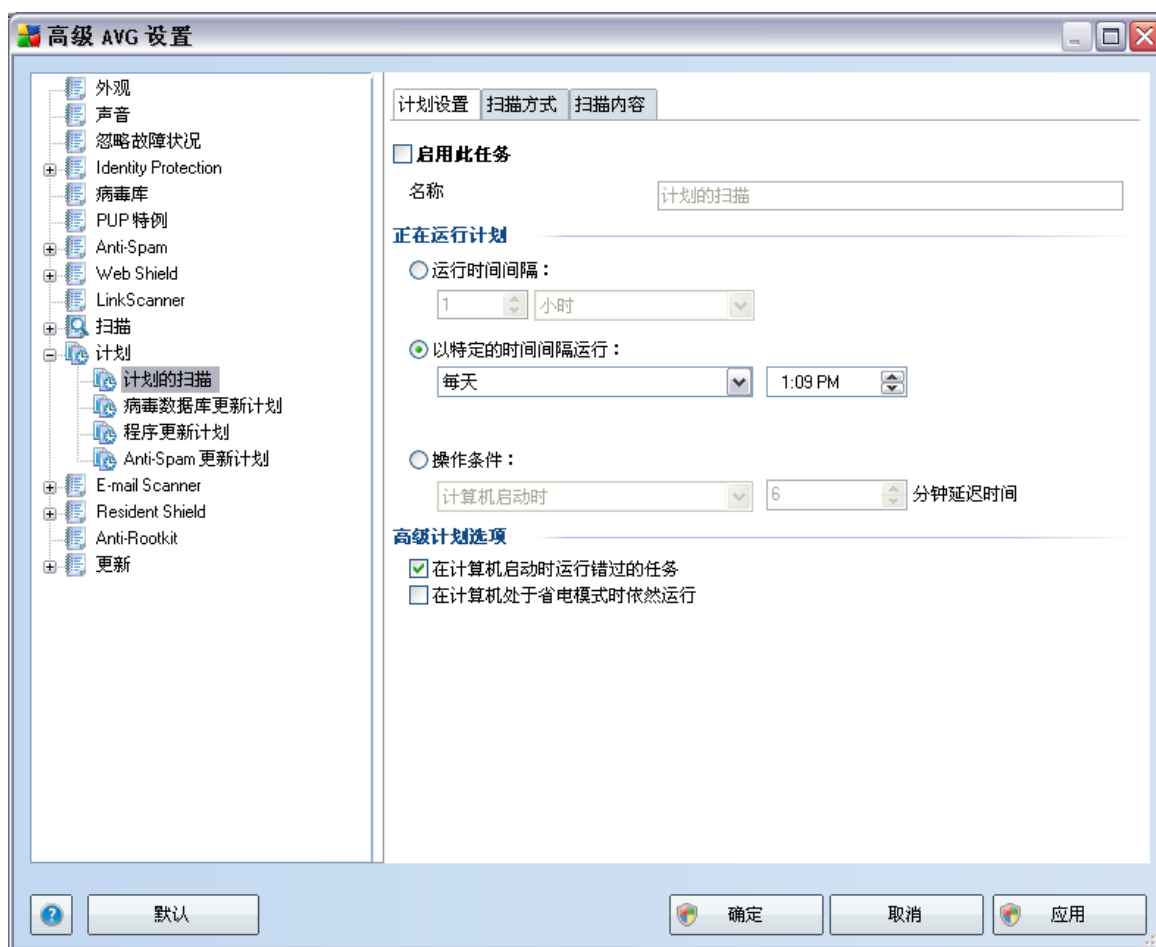 高级 AVG 设置
外观
声音
忽略故障状况
Identity Protection
病毒库
PUP 特例
Anti-Spam
Web Shield
LinkScanner
扫描
计划
计划的扫描
病毒数据库更新计划
程序更新计划
Anti-Spam 更新计划
E-mail Scanner
Resident Shield
Anti-Rootkit
更新
计划设置 扫描方式 扫描内容
启用此任务
名称 计划的扫描
正在运行计划
运行时间间隔：
1 小时
以特定的时间间隔运行：
每天 1:09 PM
操作条件：
计算机启动时 6 分钟延迟时间
高级计划选项
在计算机启动时运行错过的任务
在计算机处于省电模式时依然运行
? 默认 确定 取消 应用